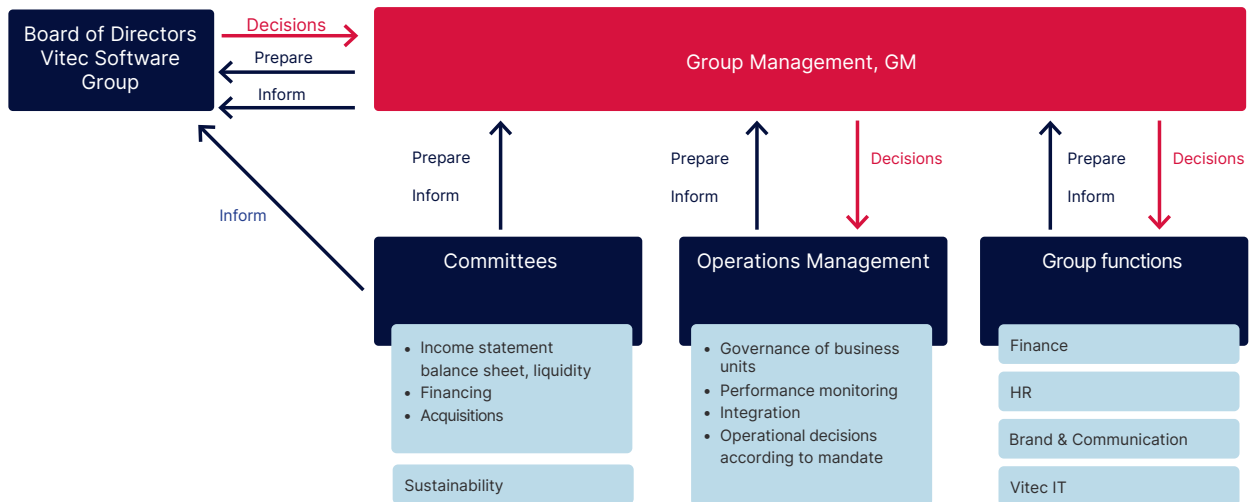 Board of Directors
Vitec Software
Group
Decisions
Prepare
Inform
Group Management, GM
Inform
Prepare
Inform
Prepare
Inform
Decisions
Prepare
Inform
Decisions
Committees
• Income statement
balance sheet, liquidity
• Financing
• Acquisitions
Sustainability
Operations Management
• Governance of business
units
• Performance monitoring
• Integration
• Operational decisions
according to mandate
Group functions
Finance
HR
Brand & Communication
Vitec IT